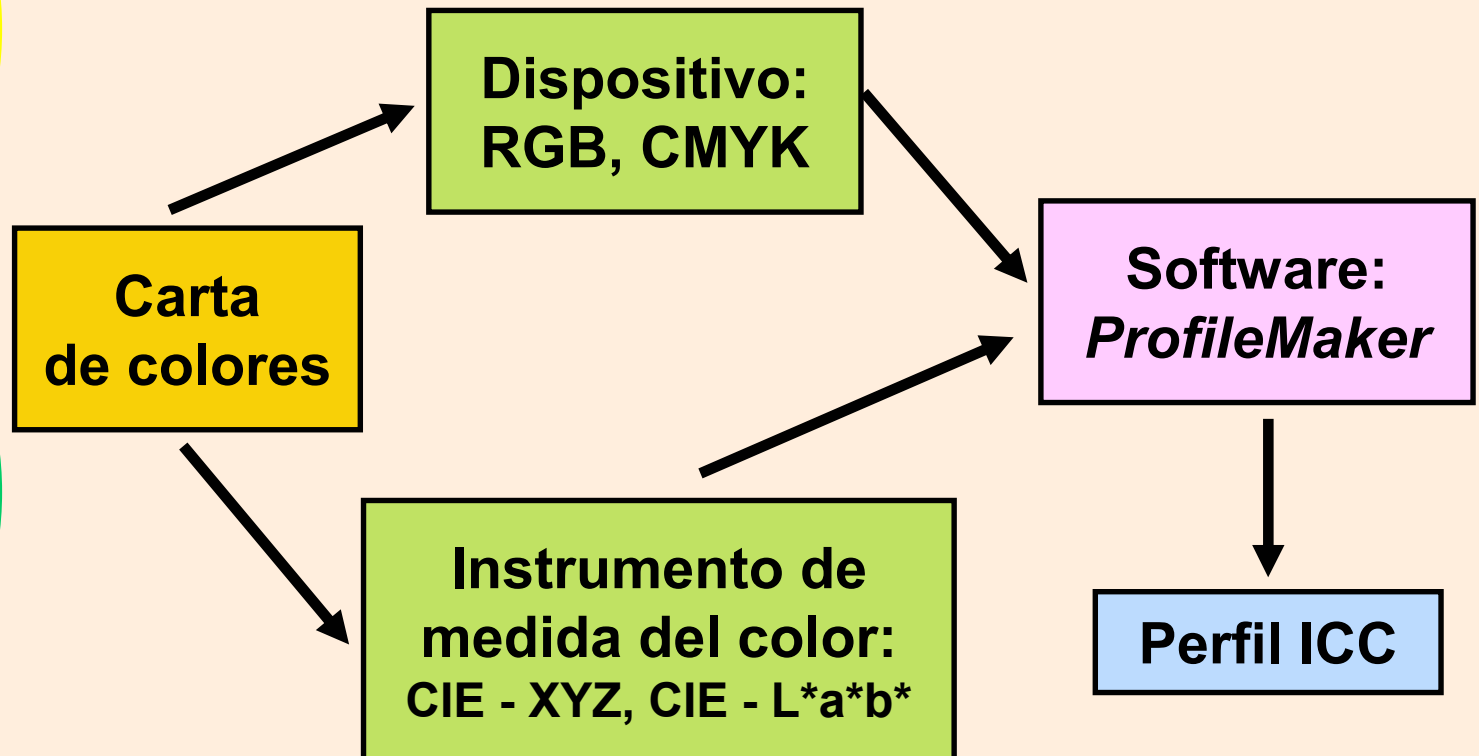 Dispositivo:
RGB, CMYK
Carta
de colores
Software:
ProfileMaker
Instrumento de
medida del color:
CIE - XYZ, CIE - L*a*b*
Perfil ICC